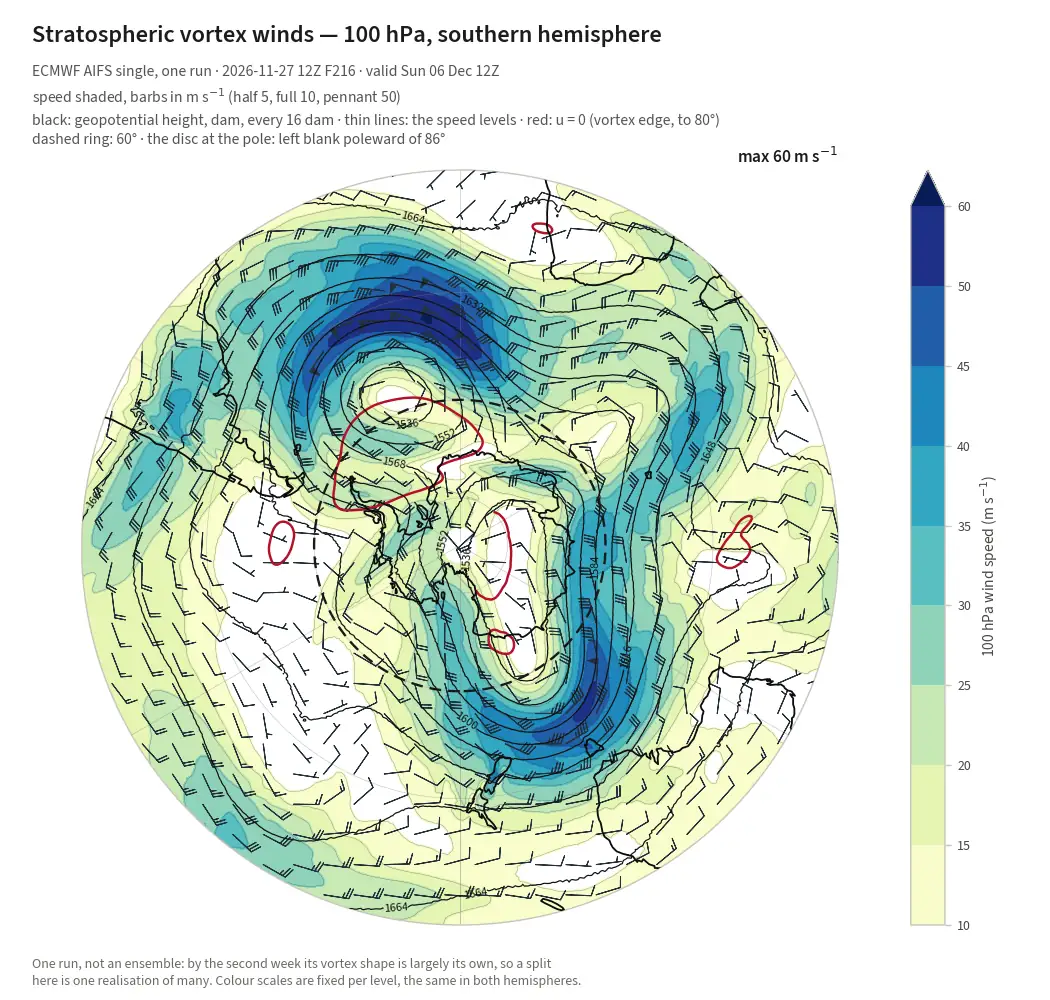 Stratospheric vortex winds — 100 hPa, southern hemisphere
ECMWF AIFS single, one run · 2026-11-27 12Z F216 · valid Sun 06 Dec 12Z
speed shaded, barbs in m s−1 (half 5, full 10, pennant 50)
black: geopotential height, dam, every 16 dam · thin lines: the speed levels · red: u = 0 (vortex edge, to 80°)
dashed ring: 60° · the disc at the pole: left blank poleward of 86°
max 60 m s−1
1664
1632
1536
1552
1568
1648
1664
1552
1536
1584
1616
1600
1664
1664
60
50
45
40
35
30
25
20
15
10
100 hPa wind speed (m s−1)
One run, not an ensemble: by the second week its vortex shape is largely its own, so a split
here is one realisation of many. Colour scales are fixed per level, the same in both hemispheres.